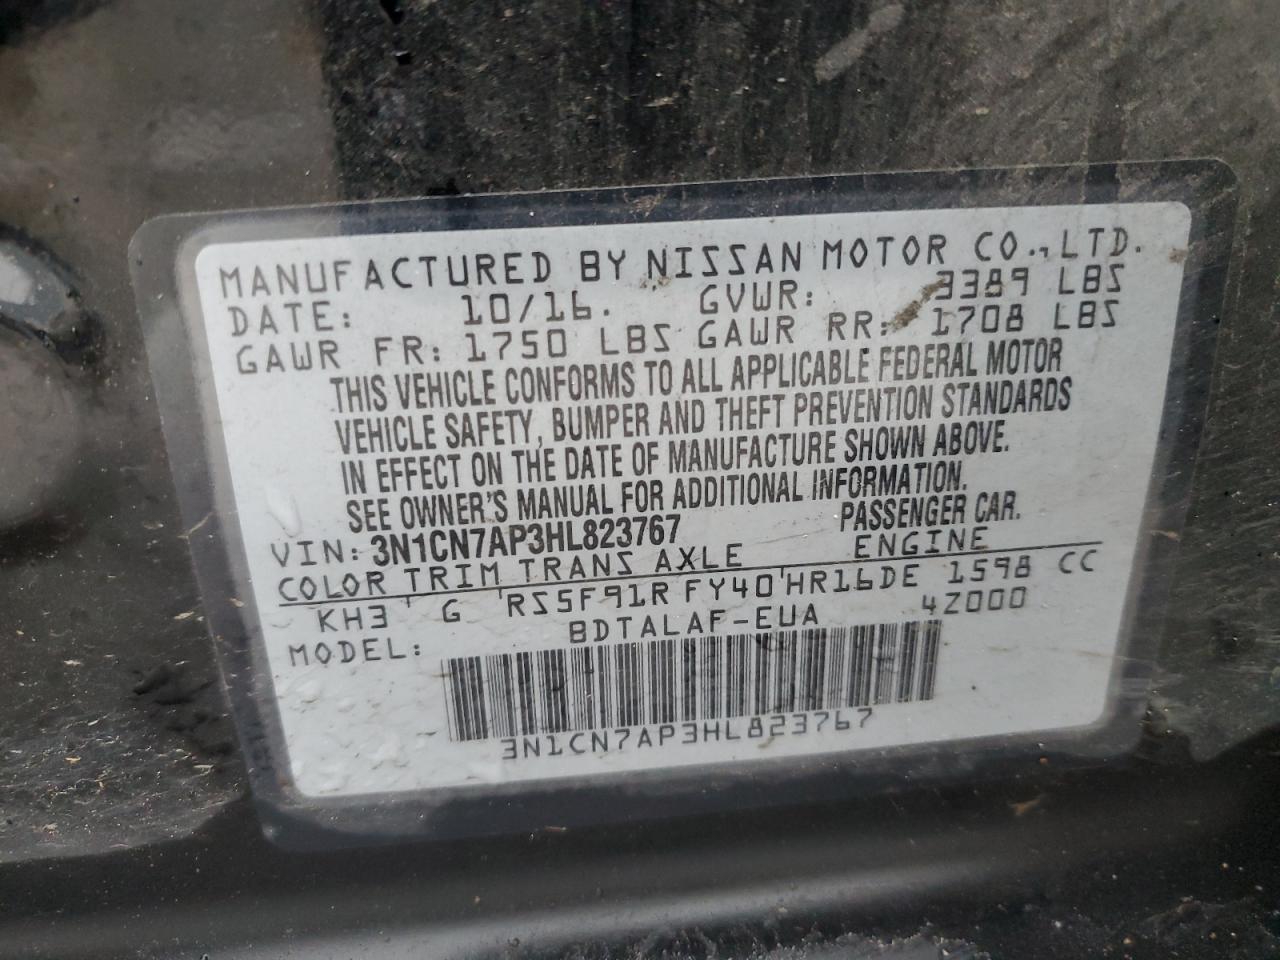 MANUFACTURED BY NISSAN MOTOR CO., LTD.
DATE: 10/16. GVWR: 3389 LBS
GAWR FR: 1750 LBS GAWR RR: 1708 LBS
THIS VEHICLE CONFORMS TO ALL APPLICABLE FEDERAL MOTOR
VEHICLE SAFETY, BUMPER AND THEFT PREVENTION STANDARDS
IN EFFECT ON THE DATE OF MANUFACTURE SHOWN ABOVE.
SEE OWNER'S MANUAL FOR ADDITIONAL INFORMATION.
VIN: 3N1CN7AP3HL823767 PASSENGER CAR.
COLOR TRIM TRANS AXLE ENGINE
KH3 G RS5F91R FY40 HR16DE 1598 CC
MODEL: BDTALAF-EUA 4Z000
3N1CN7AP3HL823767